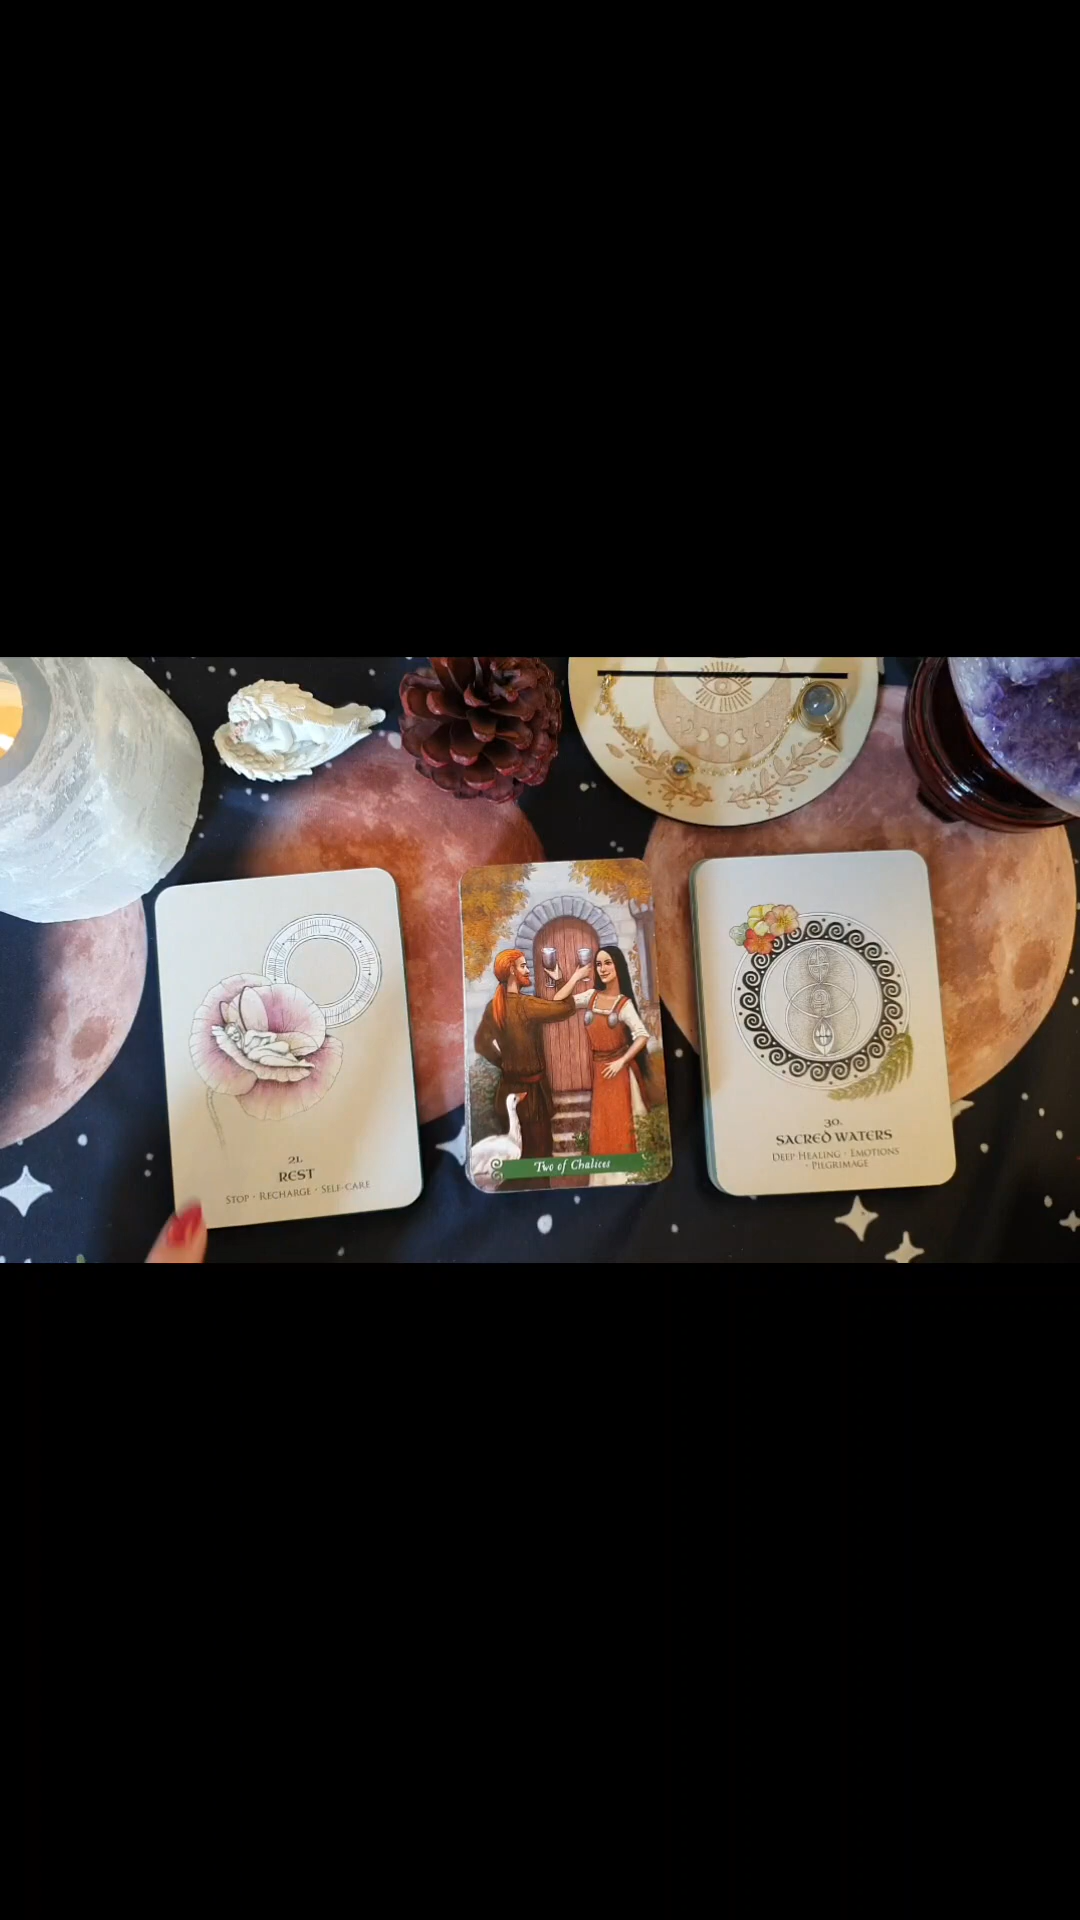 21.
REST
STOP · RECHARGE · SELF-CARE
Two of Chalices
30.
SACRED WATERS
DEEP HEALING · EMOTIONS
· PILGRIMAGE